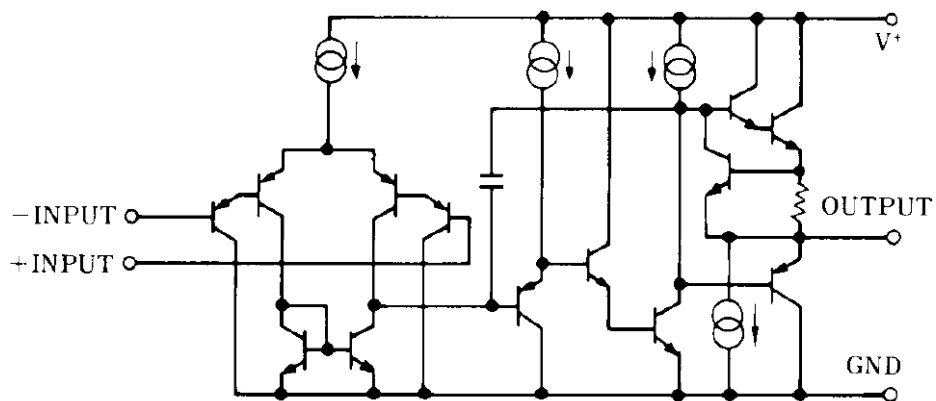 V+
−INPUT
OUTPUT
+INPUT
GND